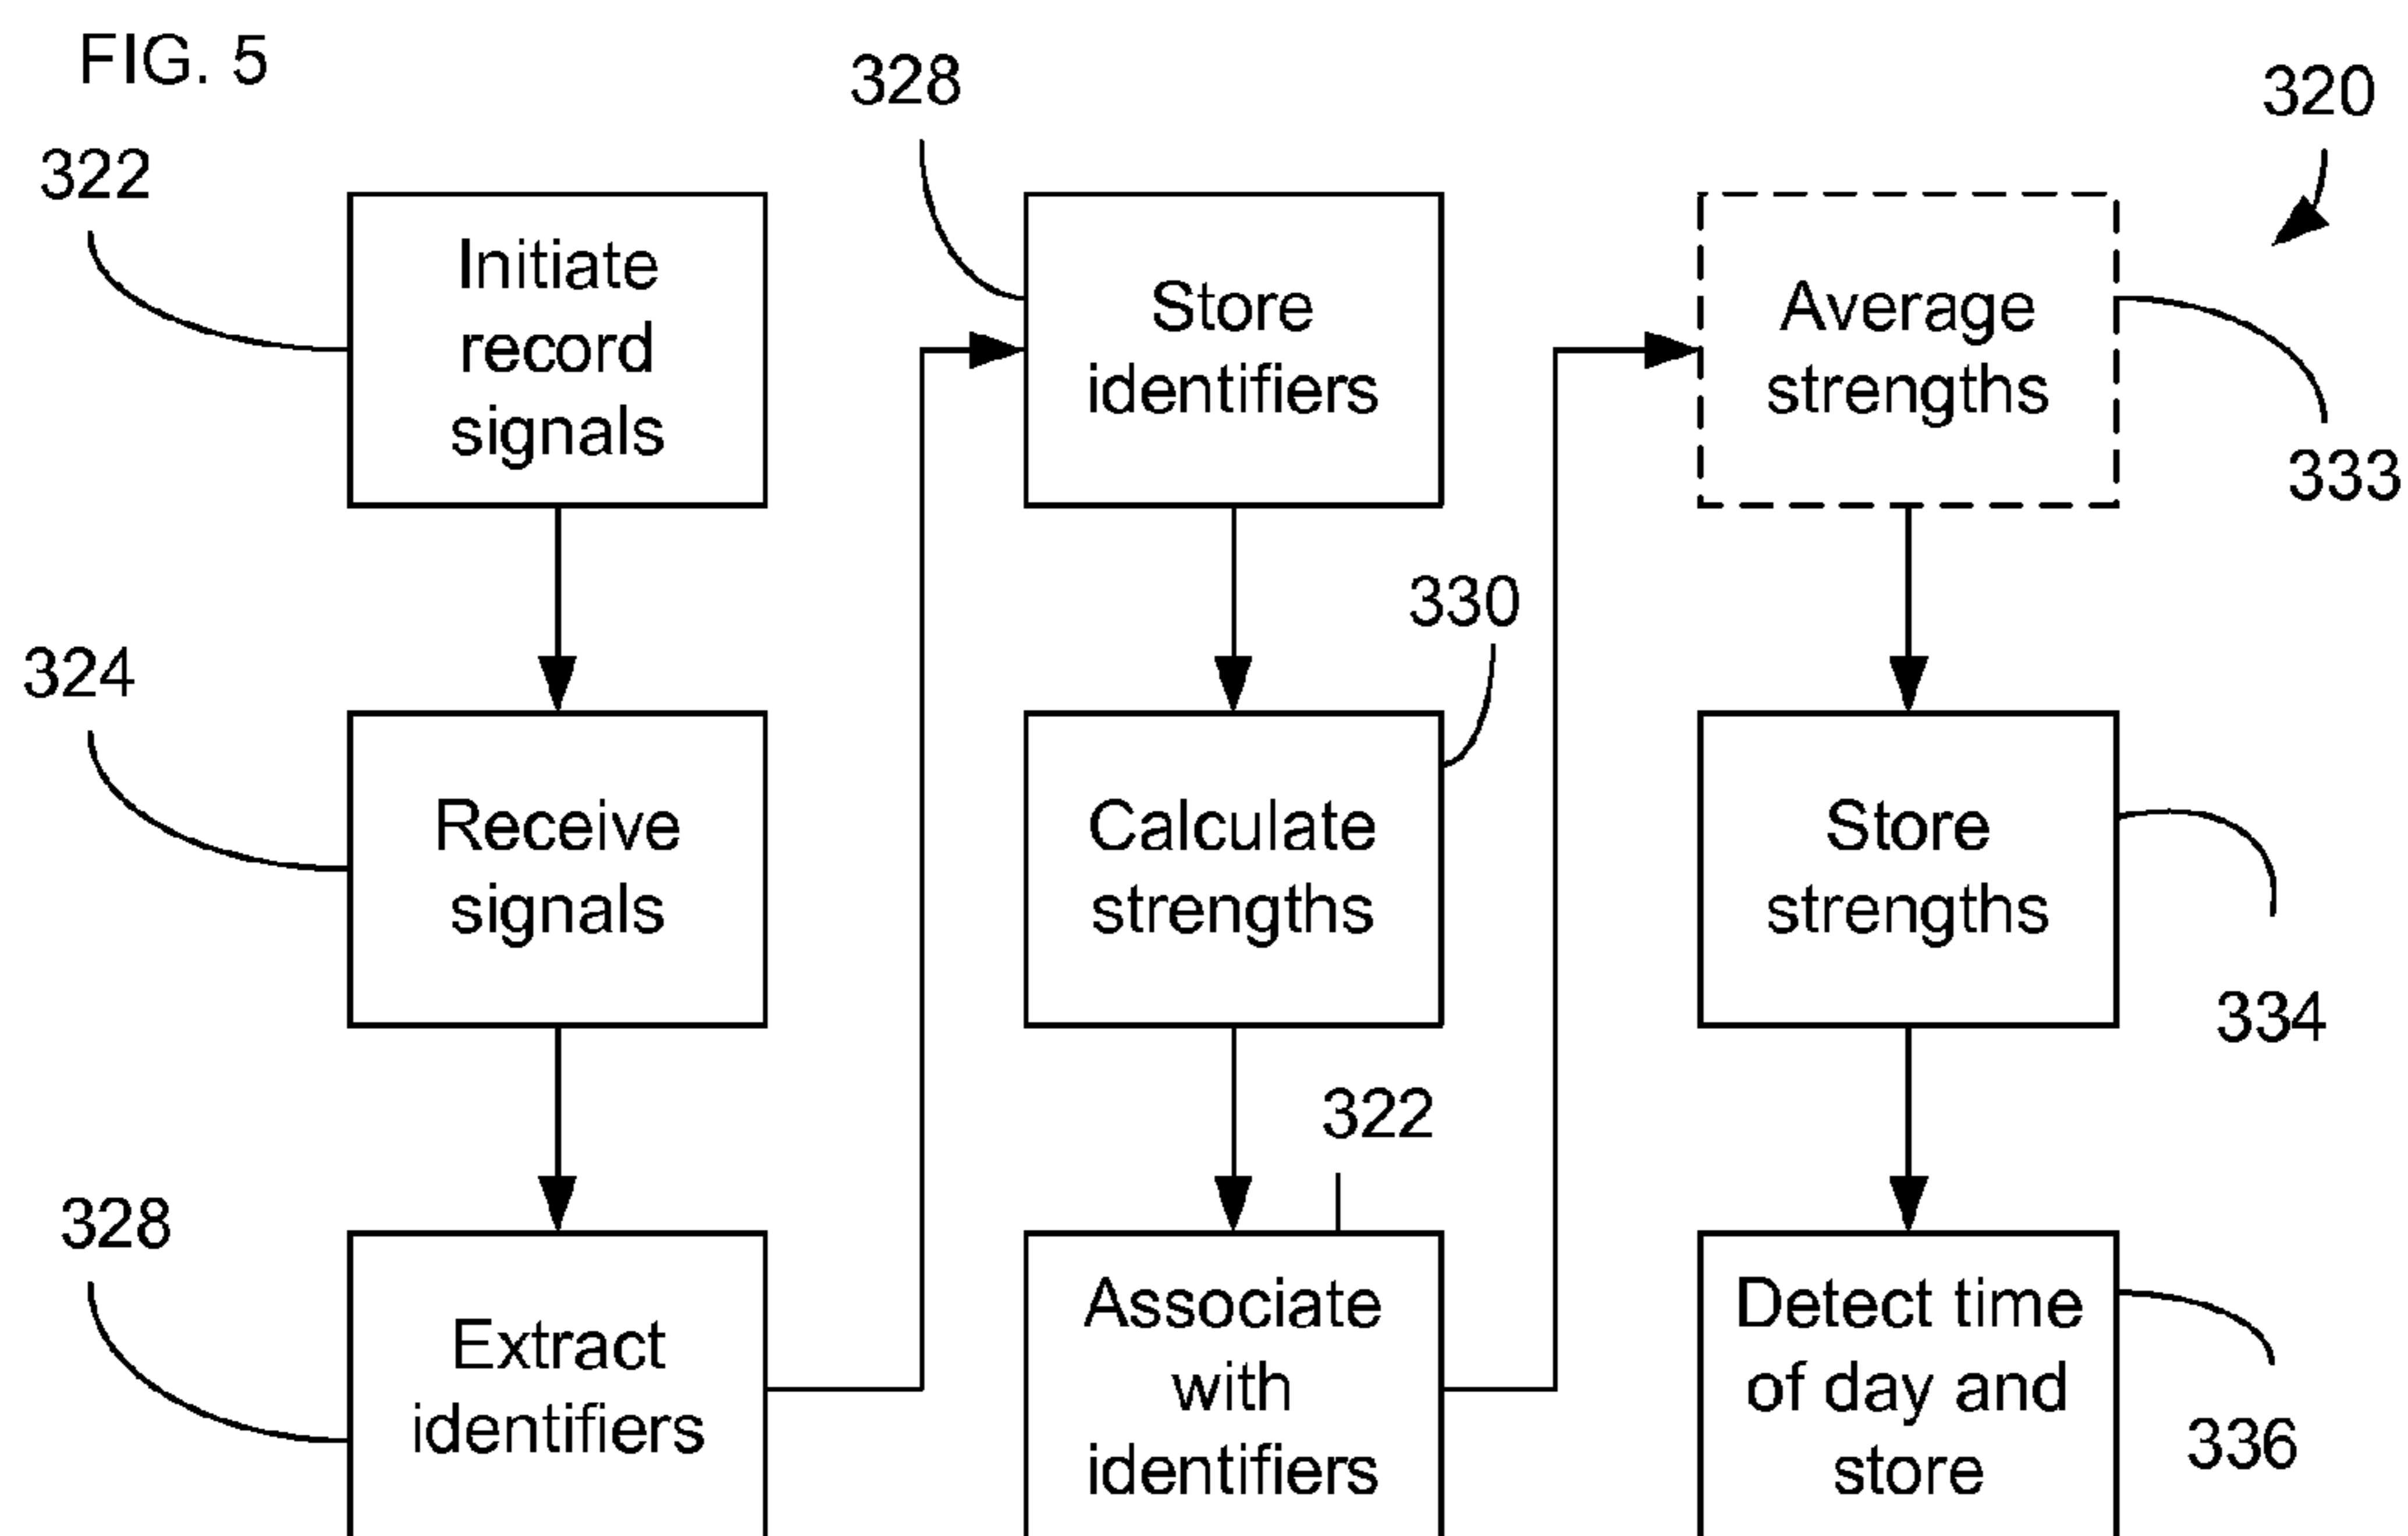 FIG. 5
322
Initiate
record
signals
324
Receive
signals
328
Extract
identifiers
328
Store
identifiers
330
Calculate
strengths
322
Associate
with
identifiers
320
Average
strengths
333
Store
strengths
334
Detect time
of day and
store
336